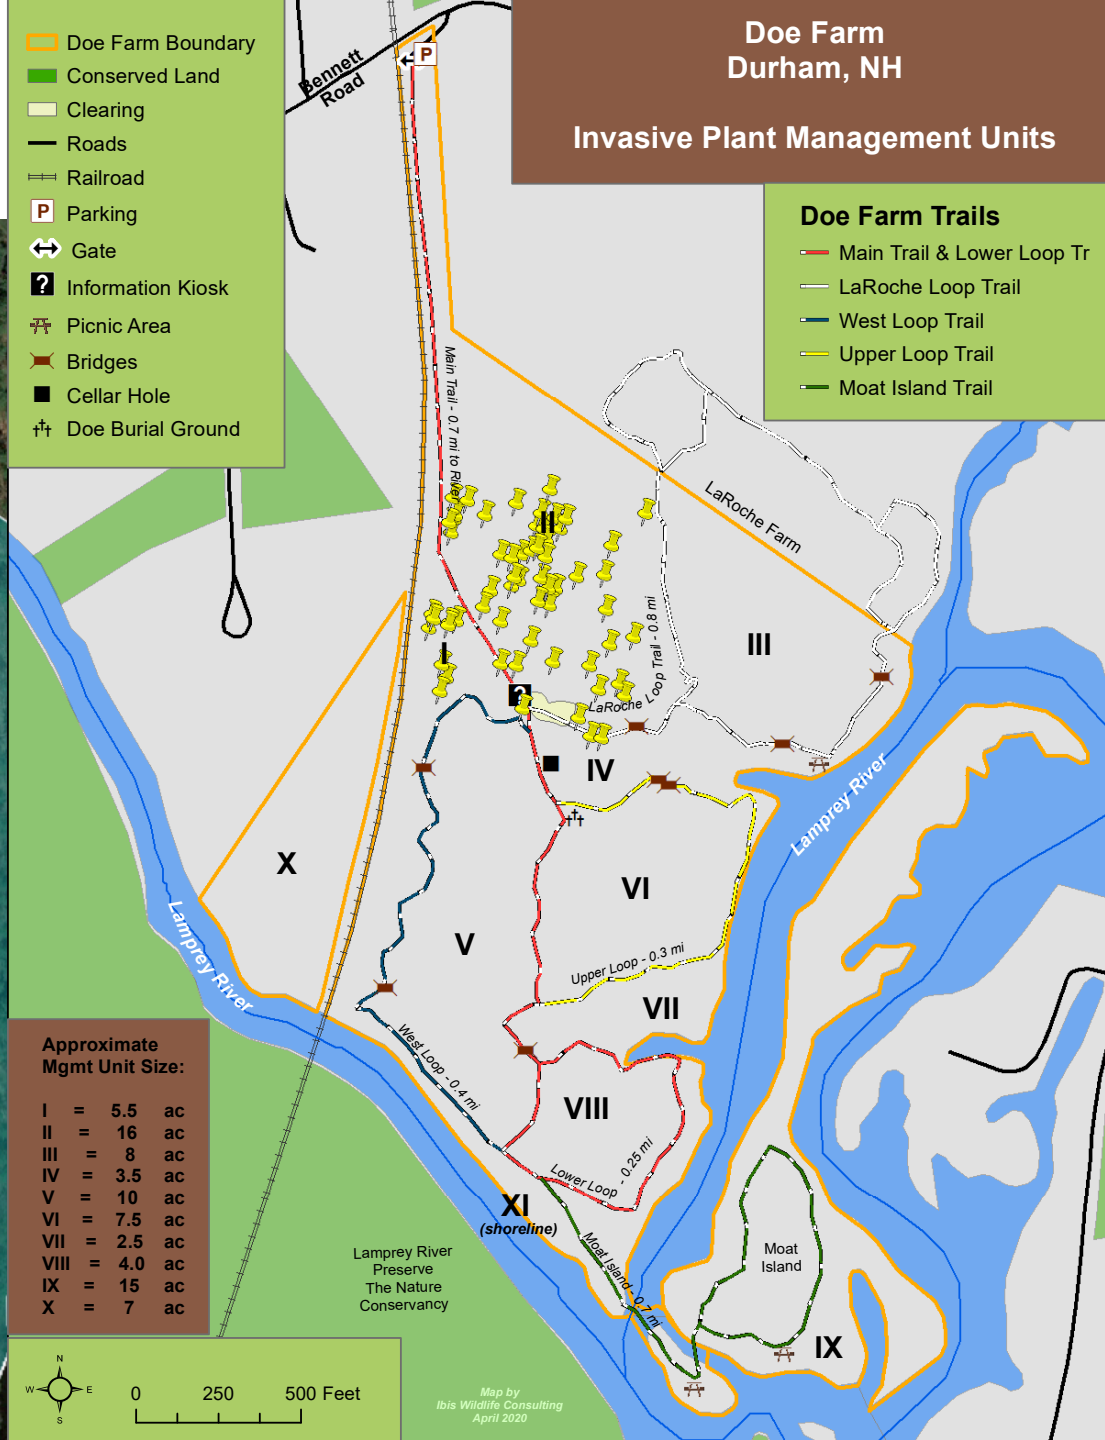 Doe Farm
Durham, NH
Invasive Plant Management Units
Doe Farm Boundary
Conserved Land
Clearing
Roads
Railroad
P Parking
Gate
? Information Kiosk
Picnic Area
Bridges
Cellar Hole
Doe Burial Ground
Bennett
Road
P
Doe Farm Trails
Main Trail & Lower Loop Tr
LaRoche Loop Trail
West Loop Trail
Upper Loop Trail
Moat Island Trail
Main Trail - 0.7 mi to River
LaRoche Farm
II
I
III
LaRoche Loop Trail - 0.8 mi
?
IV
Lamprey River
X
VI
V
Lamprey River
Upper Loop - 0.3 mi
VII
West Loop - 0.4 mi
VIII
Lower Loop - 0.25 mi
XI
(shoreline)
Moat Island - 0.7 mi
Moat
Island
IX
Lamprey River
Preserve
The Nature
Conservancy
Approximate
Mgmt Unit Size:
I = 5.5 ac
II = 16 ac
III = 8 ac
IV = 3.5 ac
V = 10 ac
VI = 7.5 ac
VII = 2.5 ac
VIII = 4.0 ac
IX = 15 ac
X = 7 ac
N
W E
S
0 250 500 Feet
Map by
Ibis Wildlife Consulting
April 2020